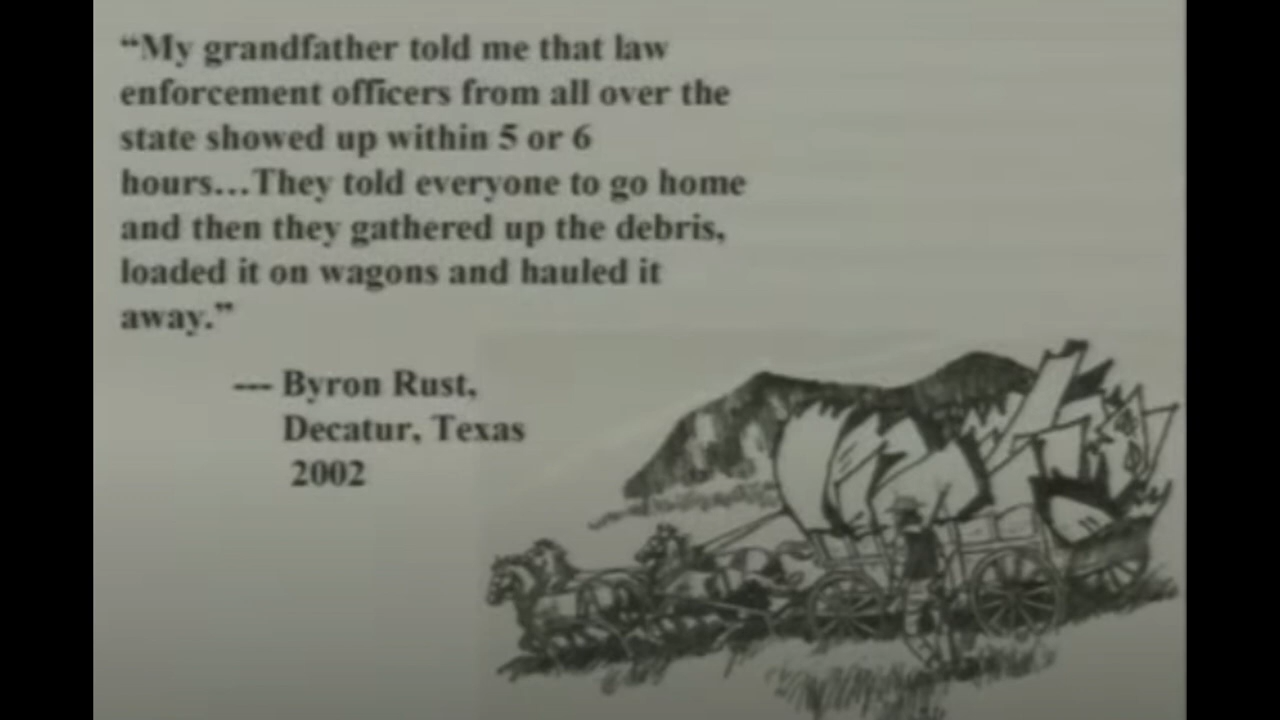 “My grandfather told me that law
enforcement officers from all over the
state showed up within 5 or 6
hours...They told everyone to go home
and then they gathered up the debris,
loaded it on wagons and hauled it
away.”
--- Byron Rust,
Decatur, Texas
2002